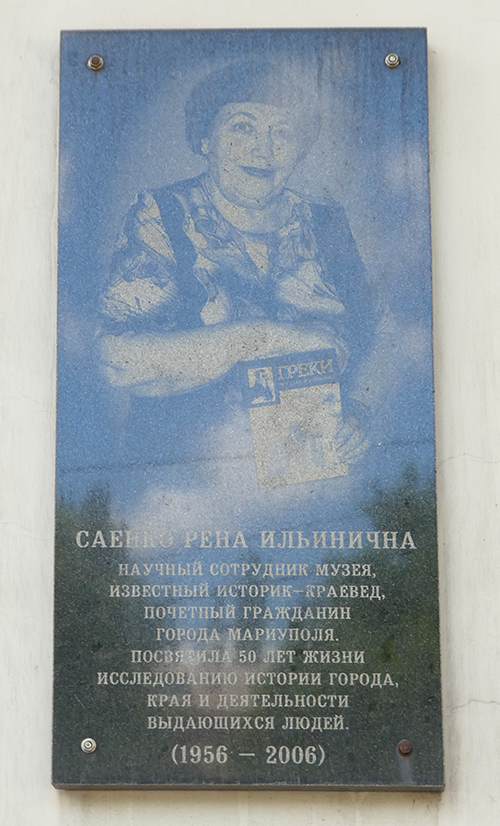 ГРЕКИ
САЕНКО РЕНА ИЛЬИНИЧНА
НАУЧНЫЙ СОТРУДНИК МУЗЕЯ,
ИЗВЕСТНЫЙ ИСТОРИК-КРАЕВЕД,
ПОЧЕТНЫЙ ГРАЖДАНИН
ГОРОДА МАРИУПОЛЯ.
ПОСВЯТИЛА 50 ЛЕТ ЖИЗНИ
ИССЛЕДОВАНИЮ ИСТОРИИ ГОРОДА,
КРАЯ И ДЕЯТЕЛЬНОСТИ
ВЫДАЮЩИХСЯ ЛЮДЕЙ.
(1956 – 2006)